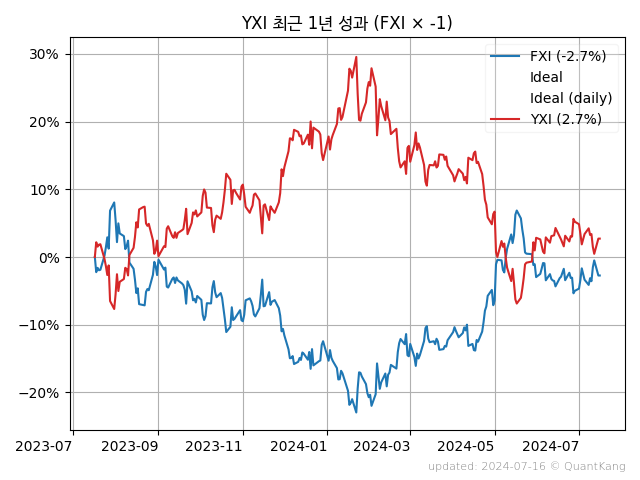 YXI 최근 1년 성과 (FXI × -1)
30%
20%
10%
0%
−10%
−20%
FXI (-2.7%)
Ideal
Ideal (daily)
YXI (2.7%)
2023-07
2023-09
2023-11
2024-01
2024-03
2024-05
2024-07
updated: 2024-07-16 © QuantKang